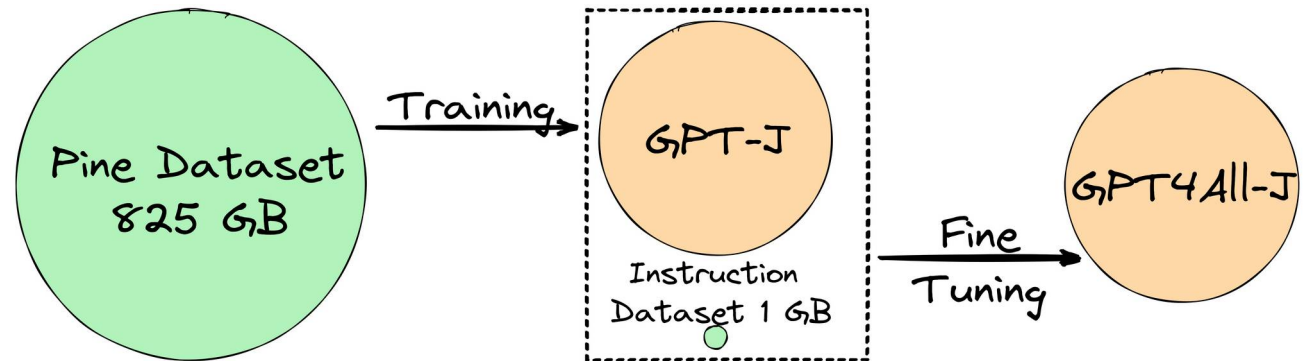 Pine Dataset
825 GB
Training
GPT-J
Instruction
Dataset 1 GB
Fine
Tuning
GPT4All-J